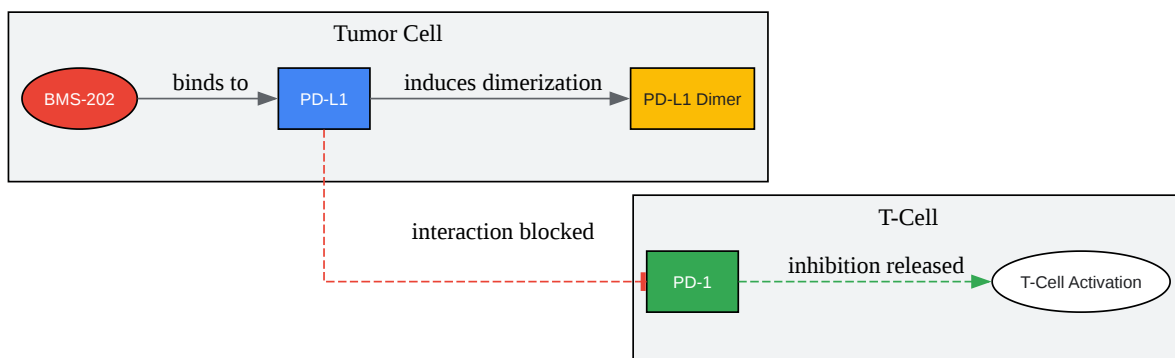 Tumor Cell
BMS-202
binds to
PD-L1
induces dimerization
PD-L1 Dimer
interaction blocked
T-Cell
PD-1
inhibition released
T-Cell Activation